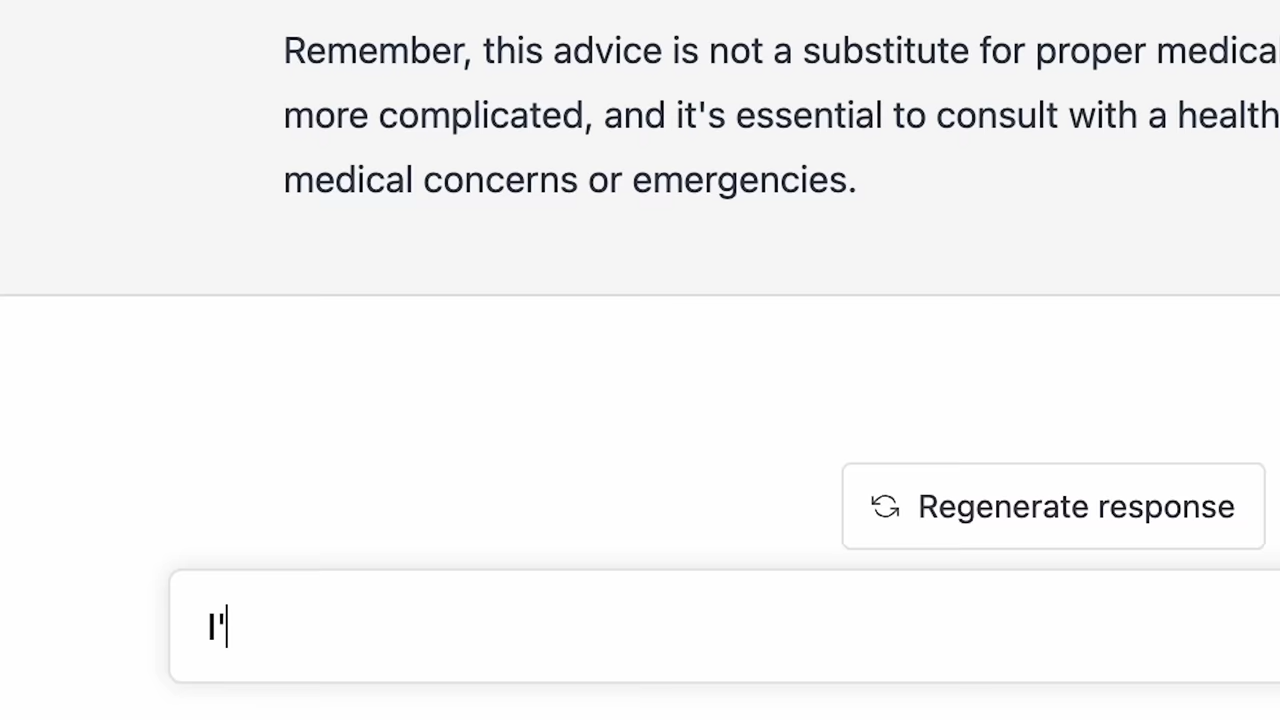 Remember, this advice is not a substitute for proper medical
more complicated, and it's essential to consult with a health
medical concerns or emergencies.
Regenerate response
I'